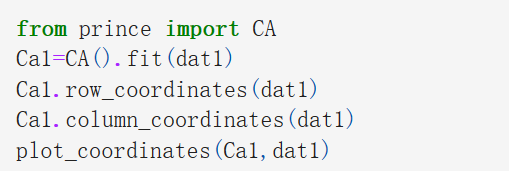 from prince import CA
Ca1=CA().fit(dat1)
Ca1.row_coordinates(dat1)
Ca1.column_coordinates(dat1)
plot_coordinates(Ca1,dat1)